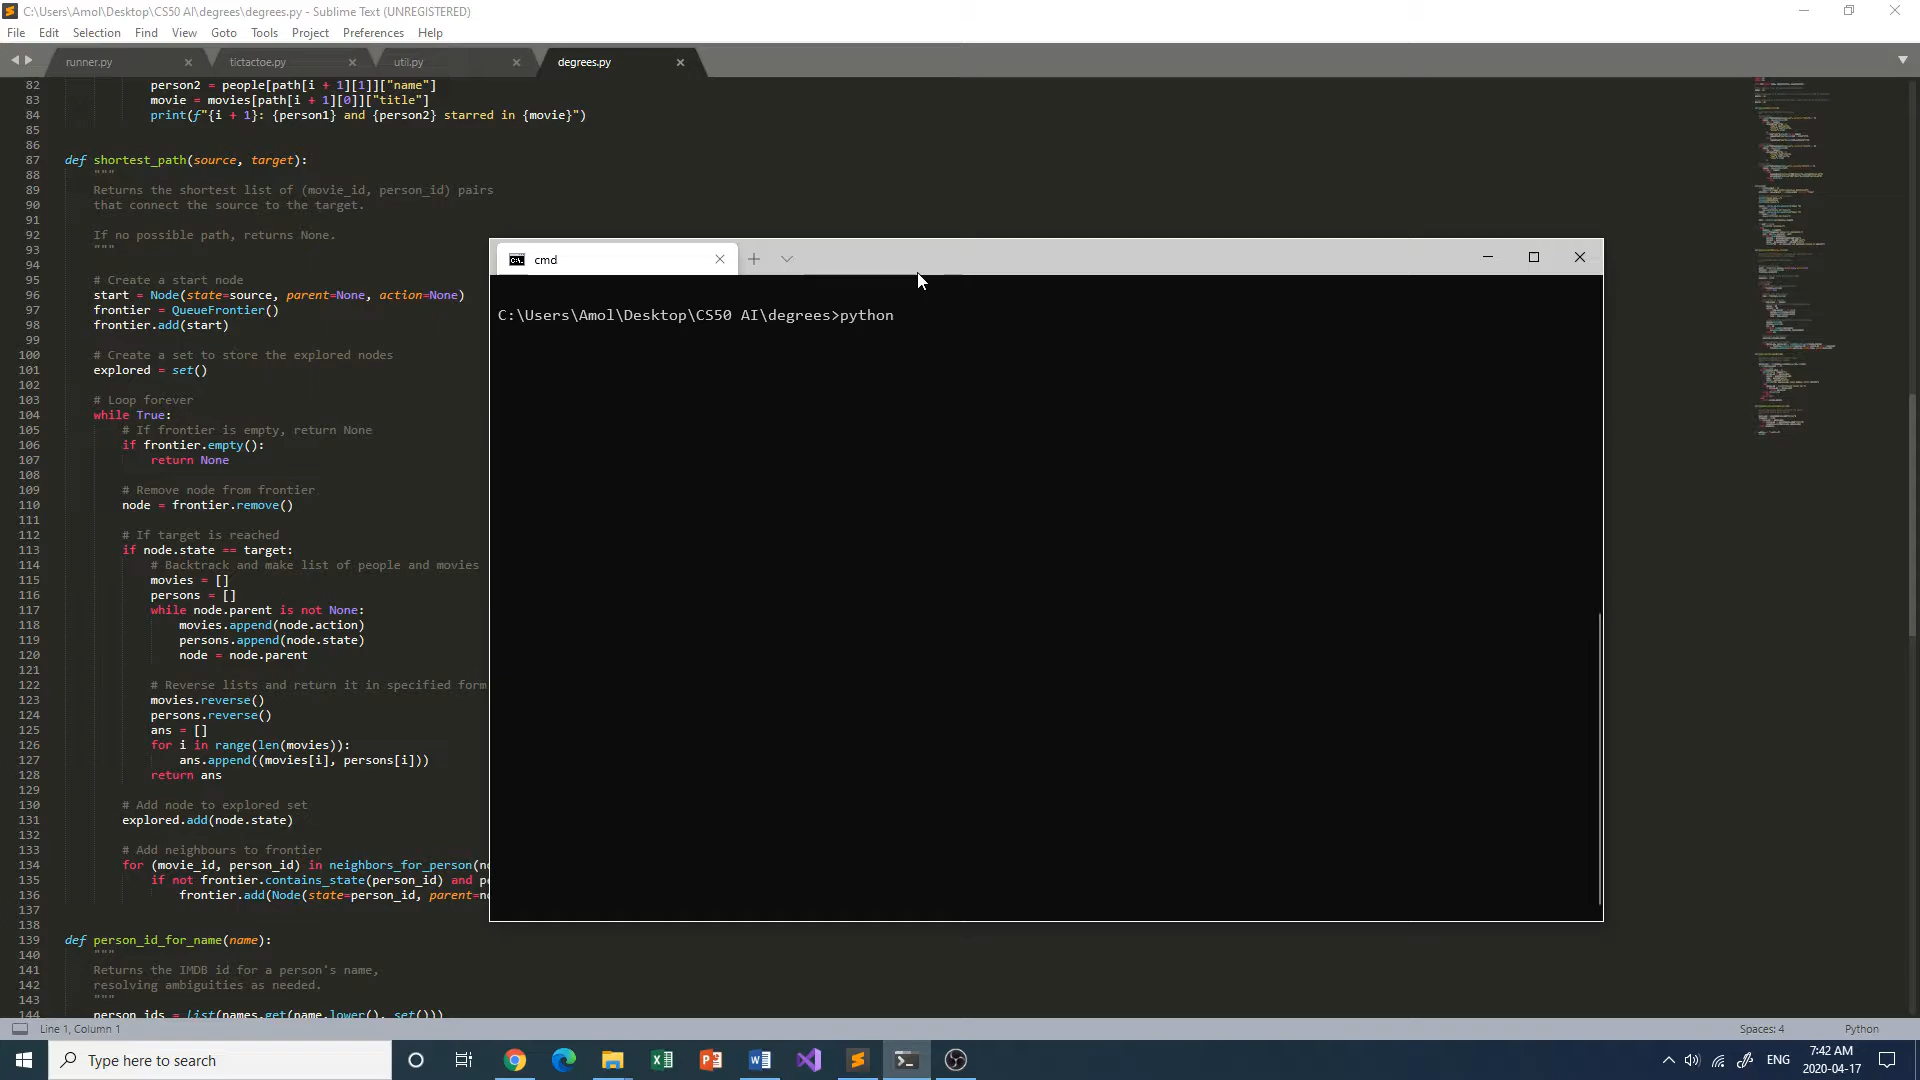 C:\Users\Amol\Desktop\CS50 AI\degrees\degrees.py - Sublime Text (UNREGISTERED)
File Edit Selection Find View Goto Tools Project Preferences Help
runner.py tictactoe.py util.py degrees.py
82 person2 = people[path[i + 1][1]]["name"]
83 movie = movies[path[i + 1][0]]["title"]
84 print(f"{i + 1}: {person1} and {person2} starred in {movie}")
85
86
87 def shortest_path(source, target):
88 """
89 Returns the shortest list of (movie_id, person_id) pairs
90 that connect the source to the target.
91
92 If no possible path, returns None.
93 """
94
95 # Create a start node
96 start = Node(state=source, parent=None, action=None)
97 frontier = QueueFrontier()
98 frontier.add(start)
99
100 # Create a set to store the explored nodes
101 explored = set()
102
103 # Loop forever
104 while True:
105 # If frontier is empty, return None
106 if frontier.empty():
107 return None
108
109 # Remove node from frontier
110 node = frontier.remove()
111
112 # If target is reached
113 if node.state == target:
114 # Backtrack and make list of people and movies
115 movies = []
116 persons = []
117 while node.parent is not None:
118 movies.append(node.action)
119 persons.append(node.state)
120 node = node.parent
121
122 # Reverse lists and return it in specified form
123 movies.reverse()
124 persons.reverse()
125 ans = []
126 for i in range(len(movies)):
127 ans.append((movies[i], persons[i]))
128 return ans
129
130 # Add node to explored set
131 explored.add(node.state)
132
133 # Add neighbours to frontier
134 for (movie_id, person_id) in neighbors_for_person(no
135 if not frontier.contains_state(person_id) and pe
136 frontier.add(Node(state=person_id, parent=no
137
138
139 def person_id_for_name(name):
140 """
141 Returns the IMDB id for a person's name,
142 resolving ambiguities as needed.
143 """
144 person_ids = list(names.get(name.lower(), set()))
cmd
C:\Users\Amol\Desktop\CS50 AI\degrees>python
Line 1, Column 1 Spaces: 4 Python
Type here to search
ENG
7:42 AM
2020-04-17